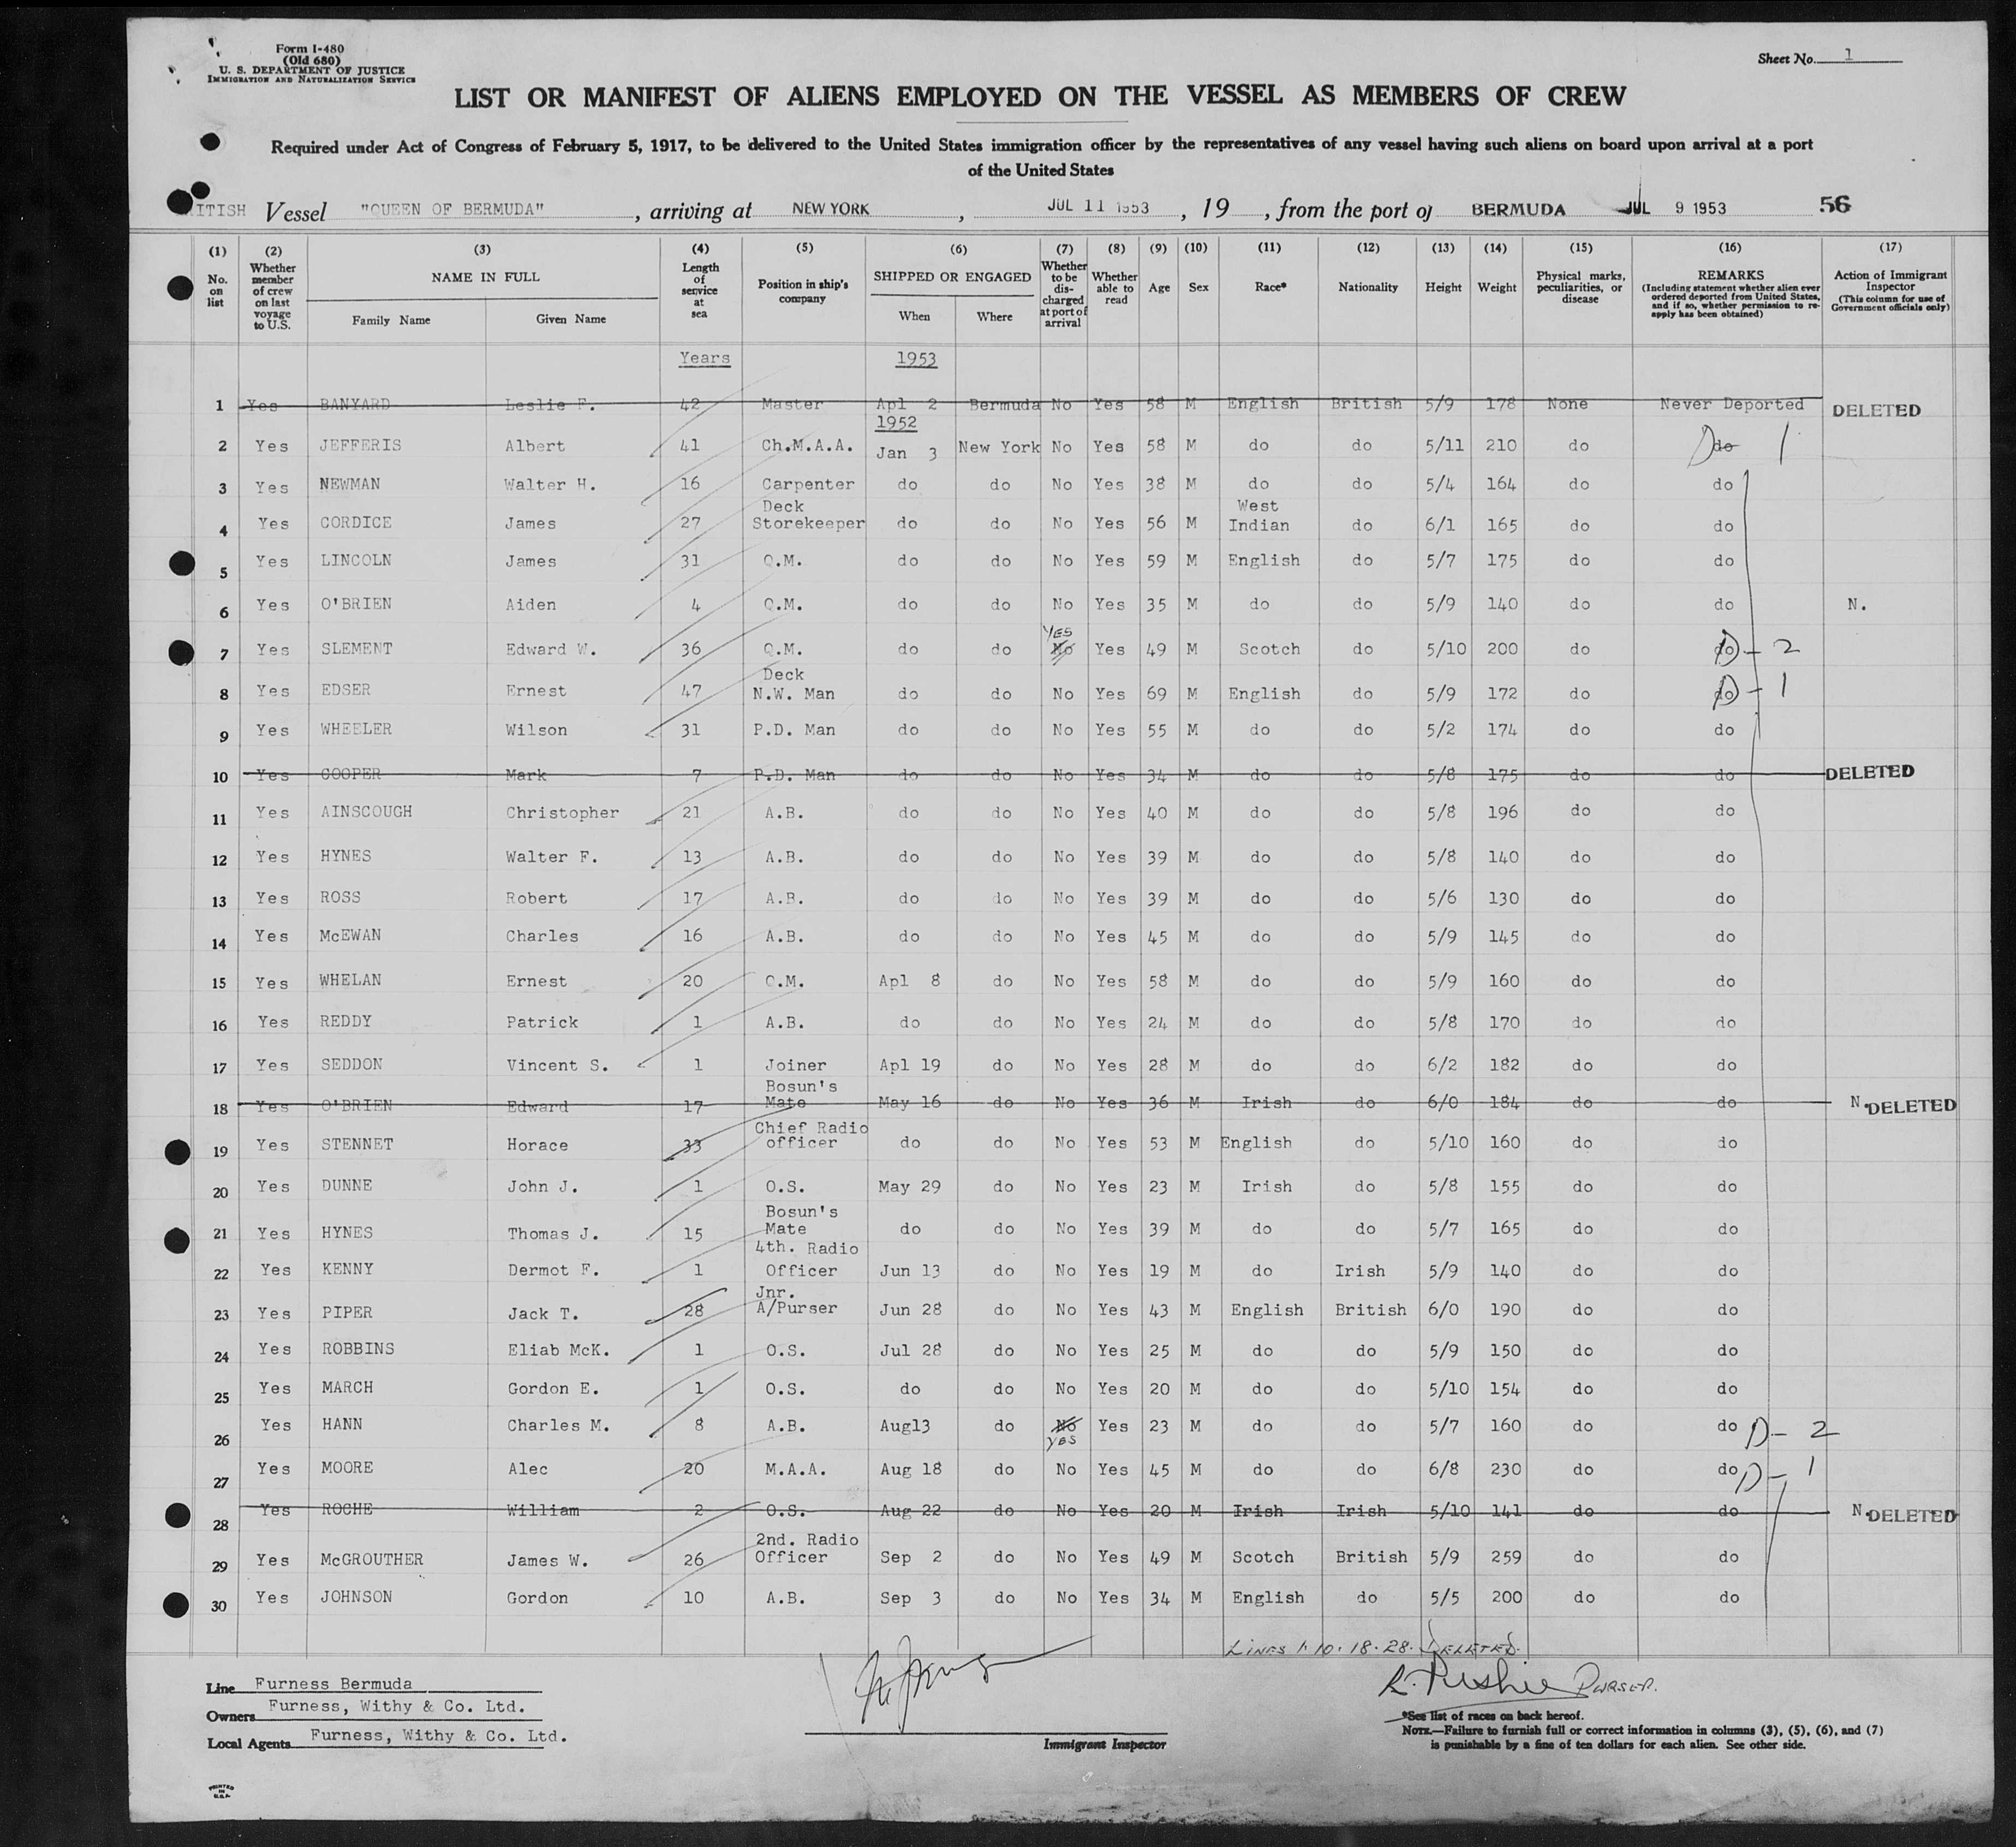 Form I-480
(Old 680)
U. S. DEPARTMENT OF JUSTICE
IMMIGRATION AND NATURALIZATION SERVICE
Sheet No. 1
LIST OR MANIFEST OF ALIENS EMPLOYED ON THE VESSEL AS MEMBERS OF CREW
Required under Act of Congress of February 5, 1917, to be delivered to the United States immigration officer by the representatives of any vessel having such aliens on board upon arrival at a port
of the United States
ITISH Vessel "QUEEN OF BERMUDA", arriving at NEW YORK, JUL 11 1953, 19 , from the port of BERMUDA JUL 9 1953 56
(1) No. on list
(2) Whether member of crew on last voyage to U.S.
(3) NAME IN FULL Family Name Given Name
(4) Length of service at sea
(5) Position in ship's company
(6) SHIPPED OR ENGAGED When Where
(7) Whether to be discharged at port of arrival
(8) Whether able to read
(9) Age
(10) Sex
(11) Race*
(12) Nationality
(13) Height
(14) Weight
(15) Physical marks, peculiarities, or disease
(16) REMARKS (Including statement whether alien ever ordered deported from United States, and if so, whether permission to re-apply has been obtained)
(17) Action of Immigrant Inspector (This column for use of Government officials only)
Years 1953
1 Yes BANYARD Leslie F. 42 Master Apl 2 Bermuda No Yes 58 M English British 5/9 178 None Never Deported DELETED
1952
2 Yes JEFFERIS Albert 41 Ch.M.A.A. Jan 3 New York No Yes 58 M do do 5/11 210 do do D 1
3 Yes NEWMAN Walter H. 16 Carpenter do do No Yes 38 M do do 5/4 164 do do
4 Yes CORDICE James 27 Deck Storekeeper do do No Yes 56 M West Indian do 6/1 165 do do
5 Yes LINCOLN James 31 Q.M. do do No Yes 59 M English do 5/7 175 do do
6 Yes O'BRIEN Aiden 4 Q.M. do do No Yes 35 M do do 5/9 140 do do N.
7 Yes SLEMENT Edward W. 36 Q.M. do do YES No Yes 49 M Scotch do 5/10 200 do do D - 2
8 Yes EDSER Ernest 47 Deck N.W. Man do do No Yes 69 M English do 5/9 172 do do D - 1
9 Yes WHEELER Wilson 31 P.D. Man do do No Yes 55 M do do 5/2 174 do do
10 Yes COOPER Mark 7 P.D. Man do do No Yes 34 M do do 5/8 175 do do DELETED
11 Yes AINSCOUGH Christopher 21 A.B. do do No Yes 40 M do do 5/8 196 do do
12 Yes HYNES Walter F. 13 A.B. do do No Yes 39 M do do 5/8 140 do do
13 Yes ROSS Robert 17 A.B. do do No Yes 39 M do do 5/6 130 do do
14 Yes McEWAN Charles 16 A.B. do do No Yes 45 M do do 5/9 145 do do
15 Yes WHELAN Ernest 20 Q.M. Apl 8 do No Yes 58 M do do 5/9 160 do do
16 Yes REDDY Patrick 1 A.B. do do No Yes 24 M do do 5/8 170 do do
17 Yes SEDDON Vincent S. 1 Joiner Apl 19 do No Yes 28 M do do 6/2 182 do do
18 Yes O'BRIEN Edward 17 Bosun's Mate May 16 do No Yes 36 M Irish do 6/0 184 do do N. DELETED
19 Yes STENNET Horace 33 Chief Radio officer do do No Yes 53 M English do 5/10 160 do do
20 Yes DUNNE John J. 1 O.S. May 29 do No Yes 23 M Irish do 5/8 155 do do
21 Yes HYNES Thomas J. 15 Bosun's Mate do do No Yes 39 M do do 5/7 165 do do
22 Yes KENNY Dermot F. 1 4th. Radio Officer Jun 13 do No Yes 19 M do Irish 5/9 140 do do
23 Yes PIPER Jack T. 28 Jnr. A/Purser Jun 28 do No Yes 43 M English British 6/0 190 do do
24 Yes ROBBINS Eliab McK. 1 O.S. Jul 28 do No Yes 25 M do do 5/9 150 do do
25 Yes MARCH Gordon E. 1 O.S. do do No Yes 20 M do do 5/10 154 do do
26 Yes HANN Charles M. 8 A.B. Aug13 do No YES Yes 23 M do do 5/7 160 do do D - 2
27 Yes MOORE Alec 20 M.A.A. Aug 18 do No Yes 45 M do do 6/8 230 do do D - 1
28 Yes ROCHE William 2 O.S. Aug 22 do No Yes 20 M Irish Irish 5/10 141 do do N. DELETED
29 Yes McGROUTHER James W. 26 2nd. Radio Officer Sep 2 do No Yes 49 M Scotch British 5/9 259 do do
30 Yes JOHNSON Gordon 10 A.B. Sep 3 do No Yes 34 M English do 5/5 200 do do
LINES 1. 10. 18. 28. DELETED.
Line Furness Bermuda
Owners Furness, Withy & Co. Ltd.
Local Agents Furness, Withy & Co. Ltd.
Immigrant Inspector
PURSER.
*See list of races on back hereof.
NOTE.—Failure to furnish full or correct information in columns (3), (5), (6), and (7)
is punishable by a fine of ten dollars for each alien. See other side.
PRINTED
IN
U.S.A.